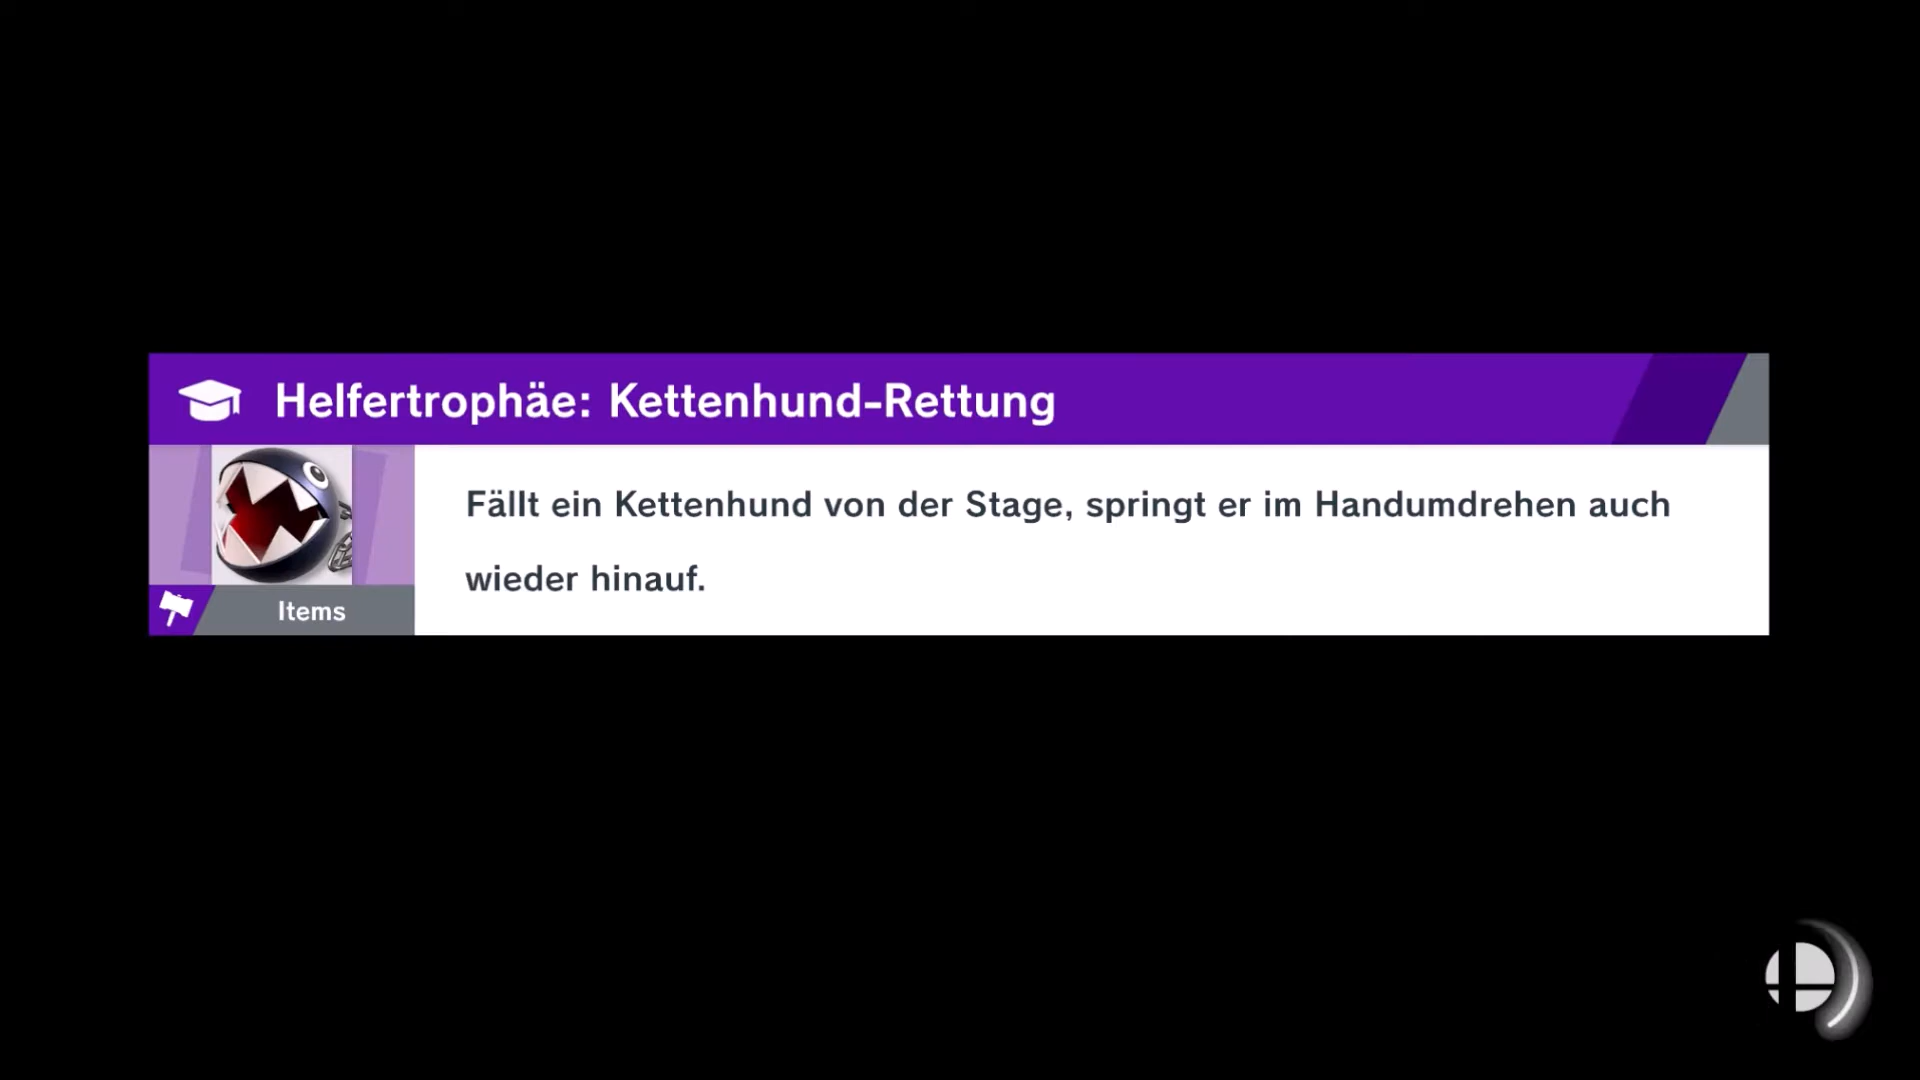 Helfertrophäe: Kettenhund-Rettung
Fällt ein Kettenhund von der Stage, springt er im Handumdrehen auch
wieder hinauf.
Items